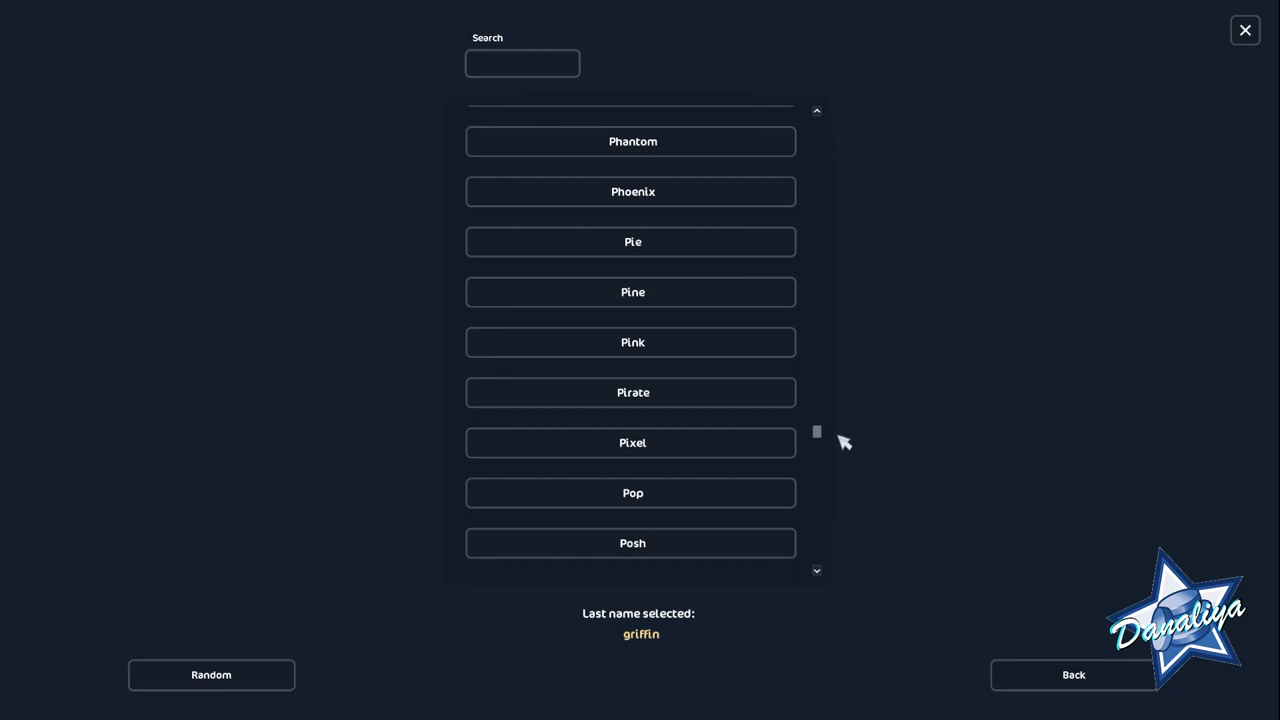 Search
Phantom
Phoenix
Pie
Pine
Pink
Pirate
Pixel
Pop
Posh
Last name selected:
griffin
Random
Back
Danaliya